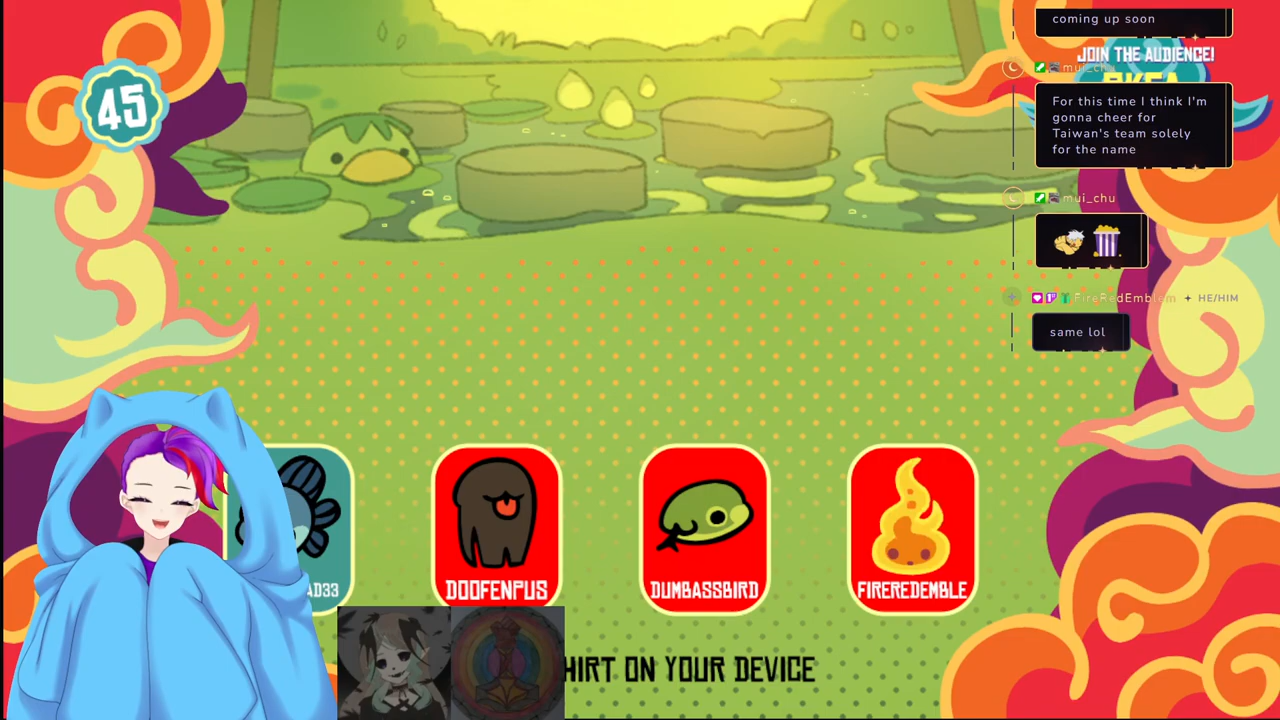 coming up soon
JOIN THE AUDIENCE!
mui_chu
45
For this time I think I'm
gonna cheer for
Taiwan's team solely
for the name
mui_chu
FireRedEmblem HE/HIM
same lol
AD33
DOOFENPUS
DUMBASSBIRD
FIREREDEMBLE
HIRT ON YOUR DEVICE